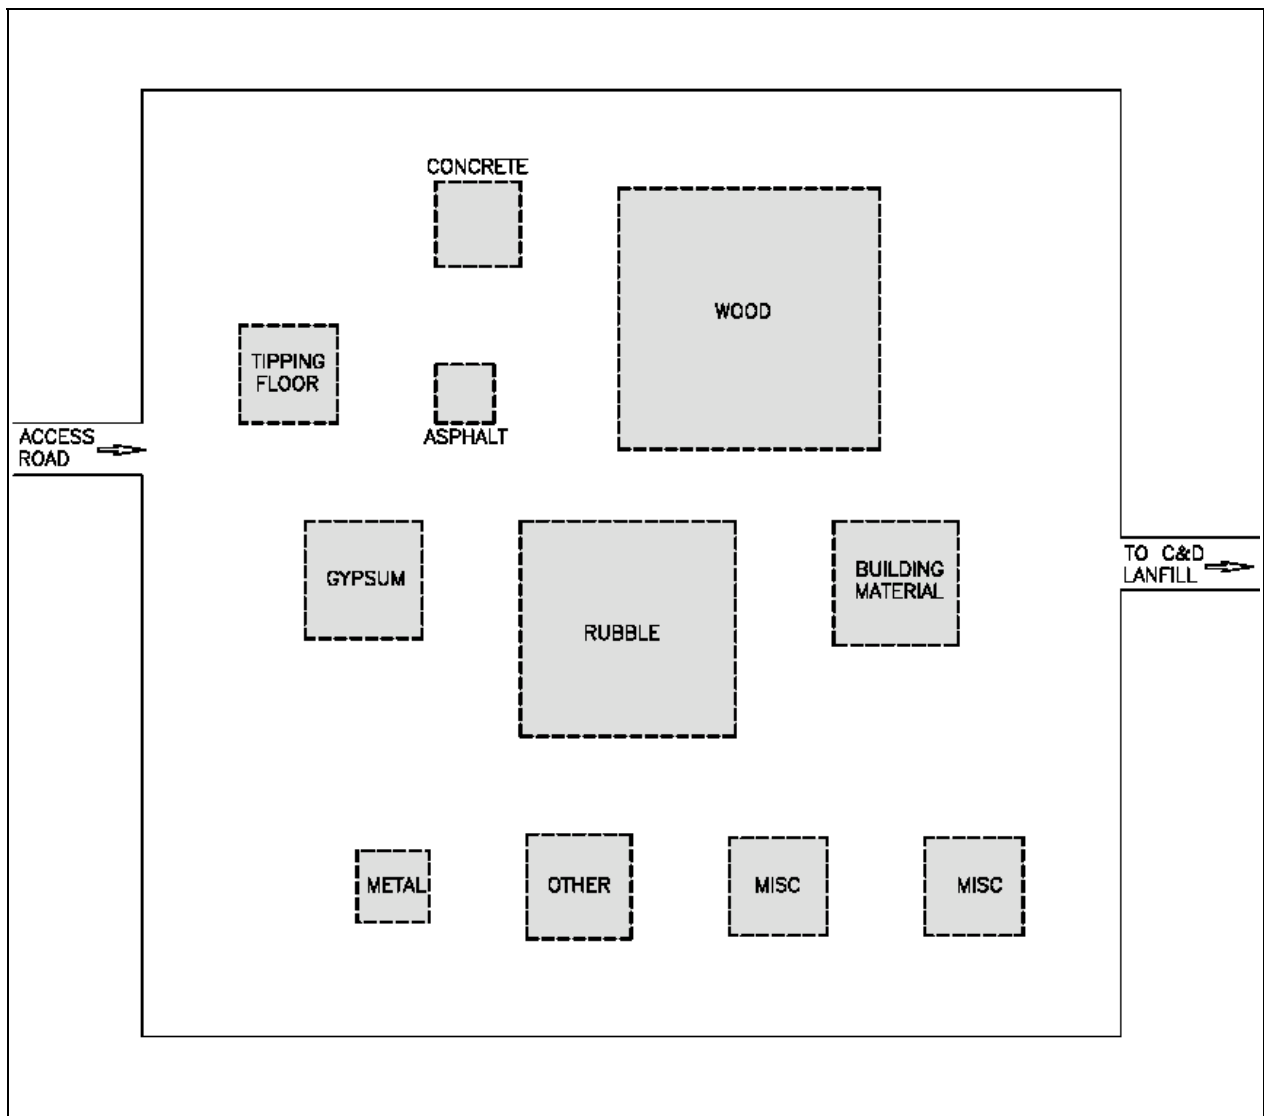 CONCRETE
WOOD
TIPPING
FLOOR
ASPHALT
ACCESS
ROAD
GYPSUM
RUBBLE
BUILDING
MATERIAL
TO C&D
LANFILL
METAL
OTHER
MISC
MISC